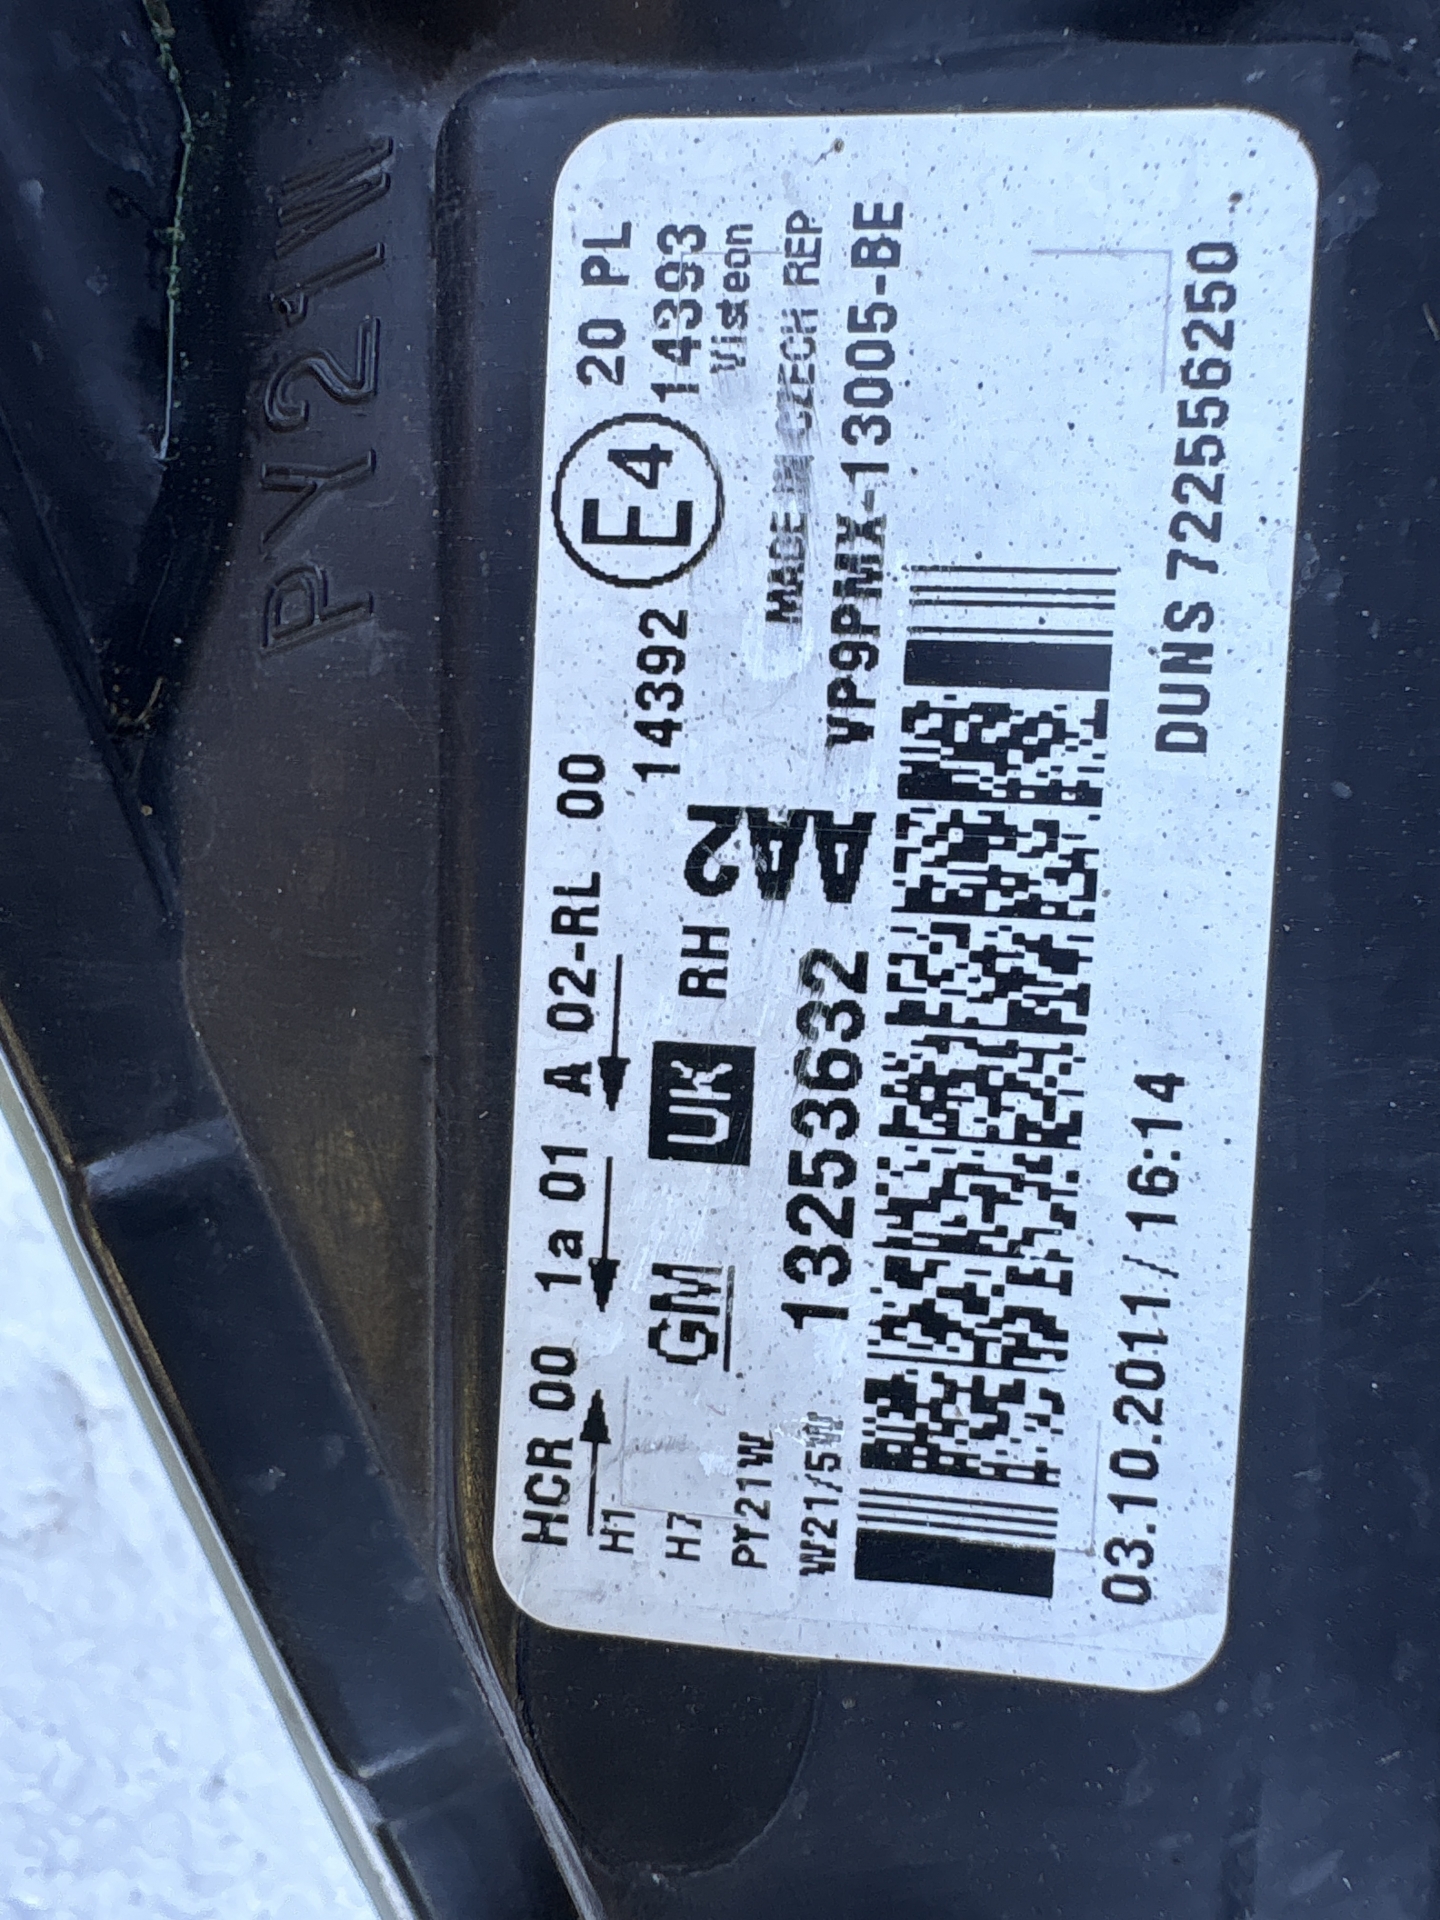 PY21W
HCR 00 1a 01 A 02-RL 00 20 PL
H1 14392 E4 14393
H7 GM UK RH 2 Visteon
PY21W MADE IN CZECH REP
W21/5W 13253632 VP9PMX-13005-BE
03.10.2011/16:14 DUNS 722556250